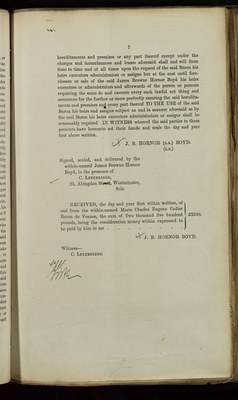 7
hereditaments and premises or any part thereof except under the
charges and incumbrances and leases aforesaid shall and will from
time to time and at all times upon the request of the said Baron his
heirs executors administrators or assigns but at the cost until fore-
closure of the said James Browne Hornor Boyd his heirs
executors or administrators and afterwards of the person or persons
requiring the same do and execute every such lawful act thing and
assurance for the further or more perfectly assuring the said heredita-
ments and premises and every part thereof TO THE USE of the said
Baron his heirs and assigns subject as and in manner aforesaid as by
the said Baron his heirs executors administrators or assigns shall be
reasonably required IN WITNESS whereof the said parties to these
presents have hereunto set their hands and seals the day and year
first above written.
J. B. HORNOR (L.S.) BOYD.
(L.S.)
Signed, sealed, and delivered by the
within-named James Browne Hornor
Boyd, in the presence of
C. LETHBRIDGE,
25, Abingdon Street, Westminster,
Solr.
RECEIVED, the day and year first within written, of
and from the within-named Marie Charles Eugene Cadier
Baron de Veauce, the sum of Two thousand five hundred
pounds, being the consideration money within expressed to
be paid by him to me
£2500.
J. B. HORNOR BOYD.
Witness—
C. LETHBRIDGE.